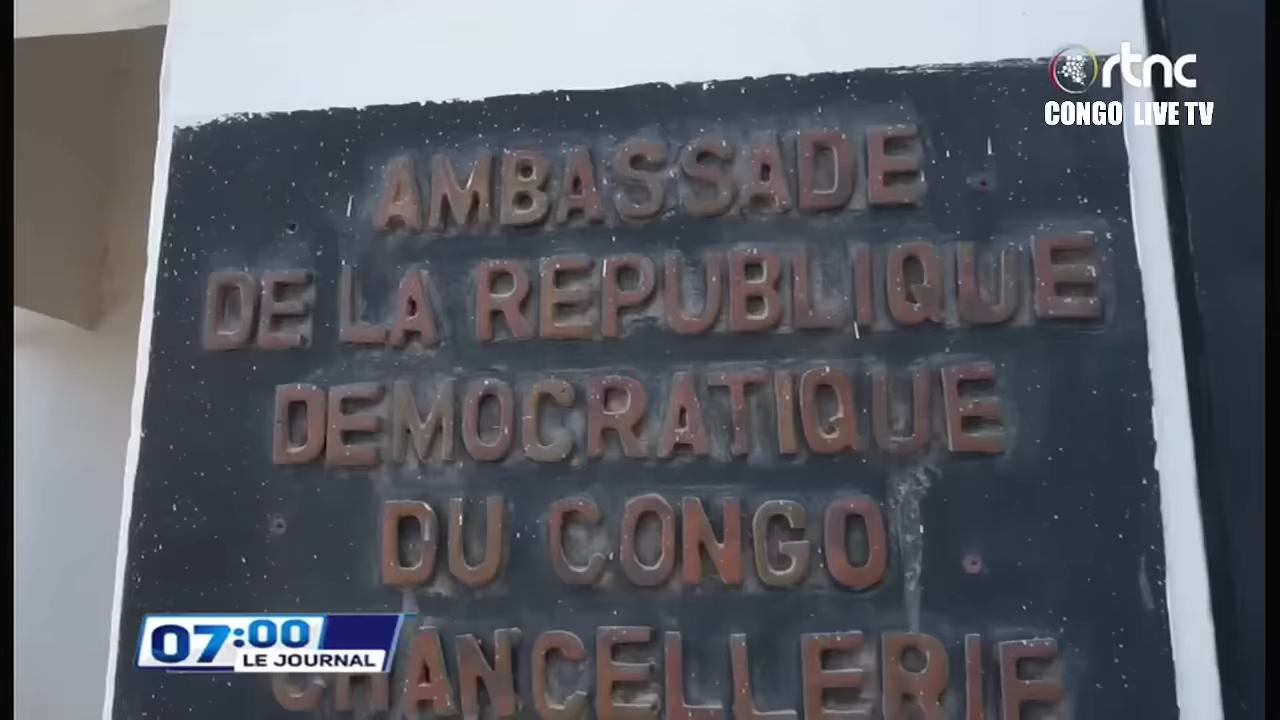 rtnc
CONGO LIVE TV
AMBASSADE
DE LA REPUBLIQUE
DEMOCRATIQUE
DU CONGO
CHANCELLERIE
07:00
LE JOURNAL